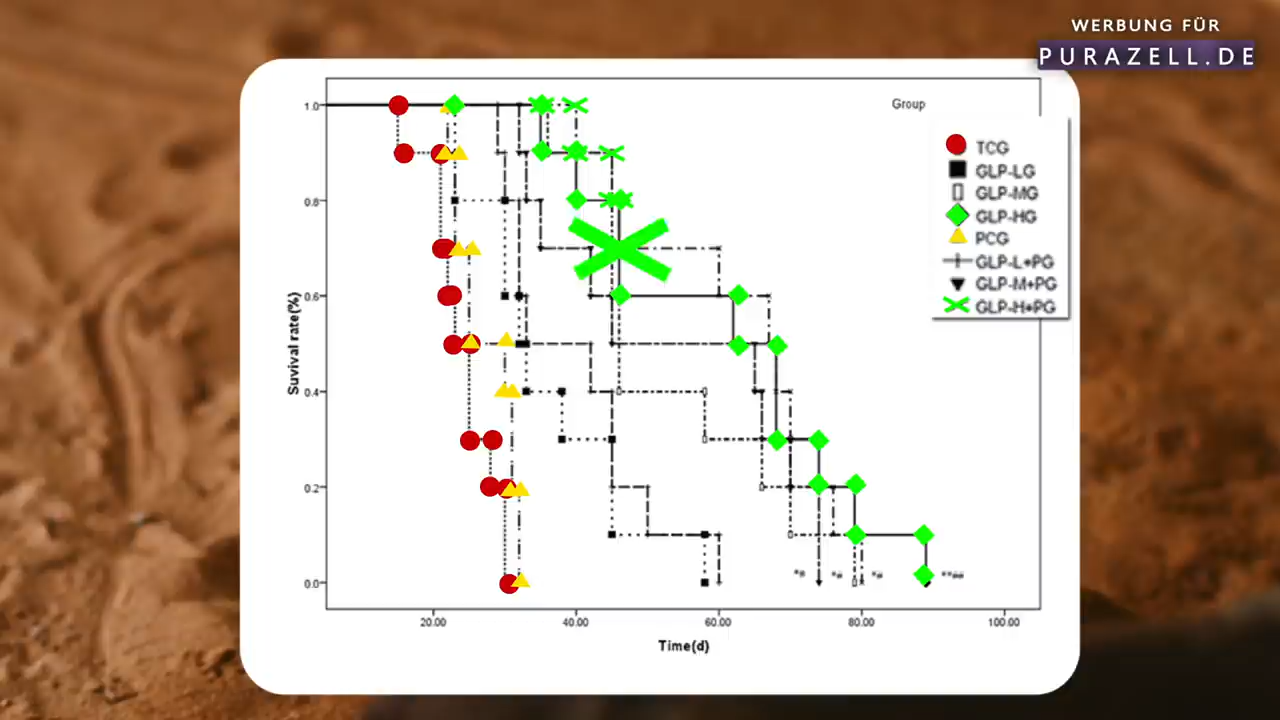 WERBUNG FÜR
PURAZELL.DE
Group
TCG
GLP-LG
GLP-MG
GLP-HG
PCG
GLP-L+PG
GLP-M+PG
GLP-H+PG
Suvival rate(%)
1.0
0.8
0.6
0.4
0.2
0.0
20.00
40.00
60.00
80.00
100.00
Time(d)